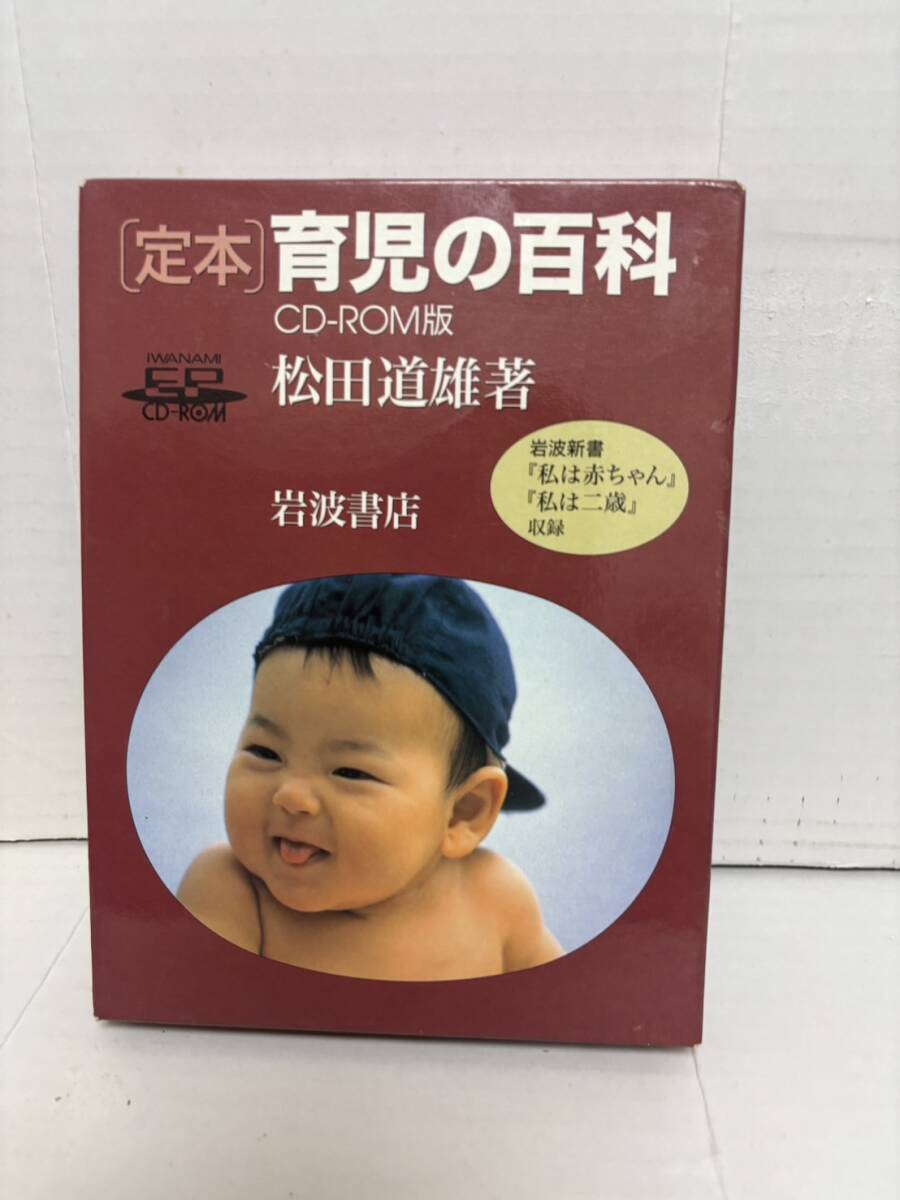 〔定本〕育児の百科
CD-ROM版
IWANAMI
EP
CD-ROM
松田道雄著
岩波新書
『私は赤ちゃん』
『私は二歳』
収録
岩波書店